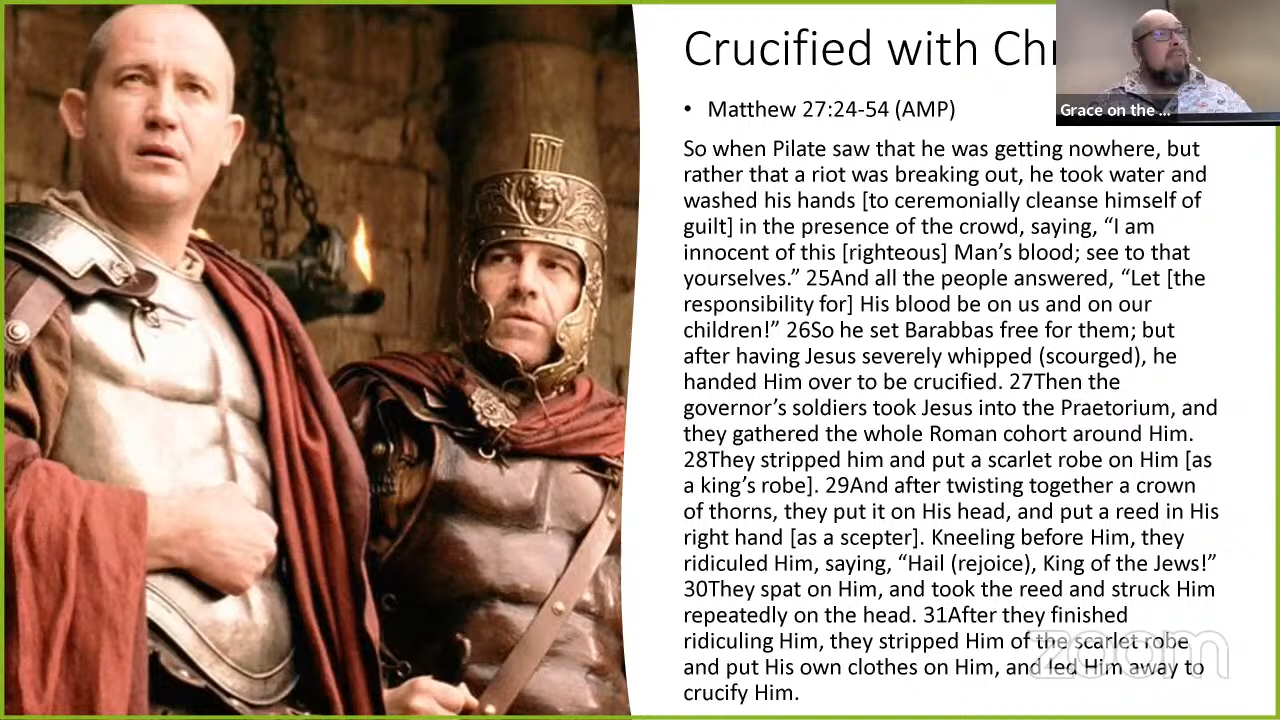 Crucified with Ch
Grace on the ...
• Matthew 27:24-54 (AMP)
So when Pilate saw that he was getting nowhere, but
rather that a riot was breaking out, he took water and
washed his hands [to ceremonially cleanse himself of
guilt] in the presence of the crowd, saying, “I am
innocent of this [righteous] Man’s blood; see to that
yourselves.” 25And all the people answered, “Let [the
responsibility for] His blood be on us and on our
children!” 26So he set Barabbas free for them; but
after having Jesus severely whipped (scourged), he
handed Him over to be crucified. 27Then the
governor’s soldiers took Jesus into the Praetorium, and
they gathered the whole Roman cohort around Him.
28They stripped him and put a scarlet robe on Him [as
a king’s robe]. 29And after twisting together a crown
of thorns, they put it on His head, and put a reed in His
right hand [as a scepter]. Kneeling before Him, they
ridiculed Him, saying, “Hail (rejoice), King of the Jews!”
30They spat on Him, and took the reed and struck Him
repeatedly on the head. 31After they finished
ridiculing Him, they stripped Him of the scarlet robe
and put His own clothes on Him, and led Him away to
crucify Him.
zoom